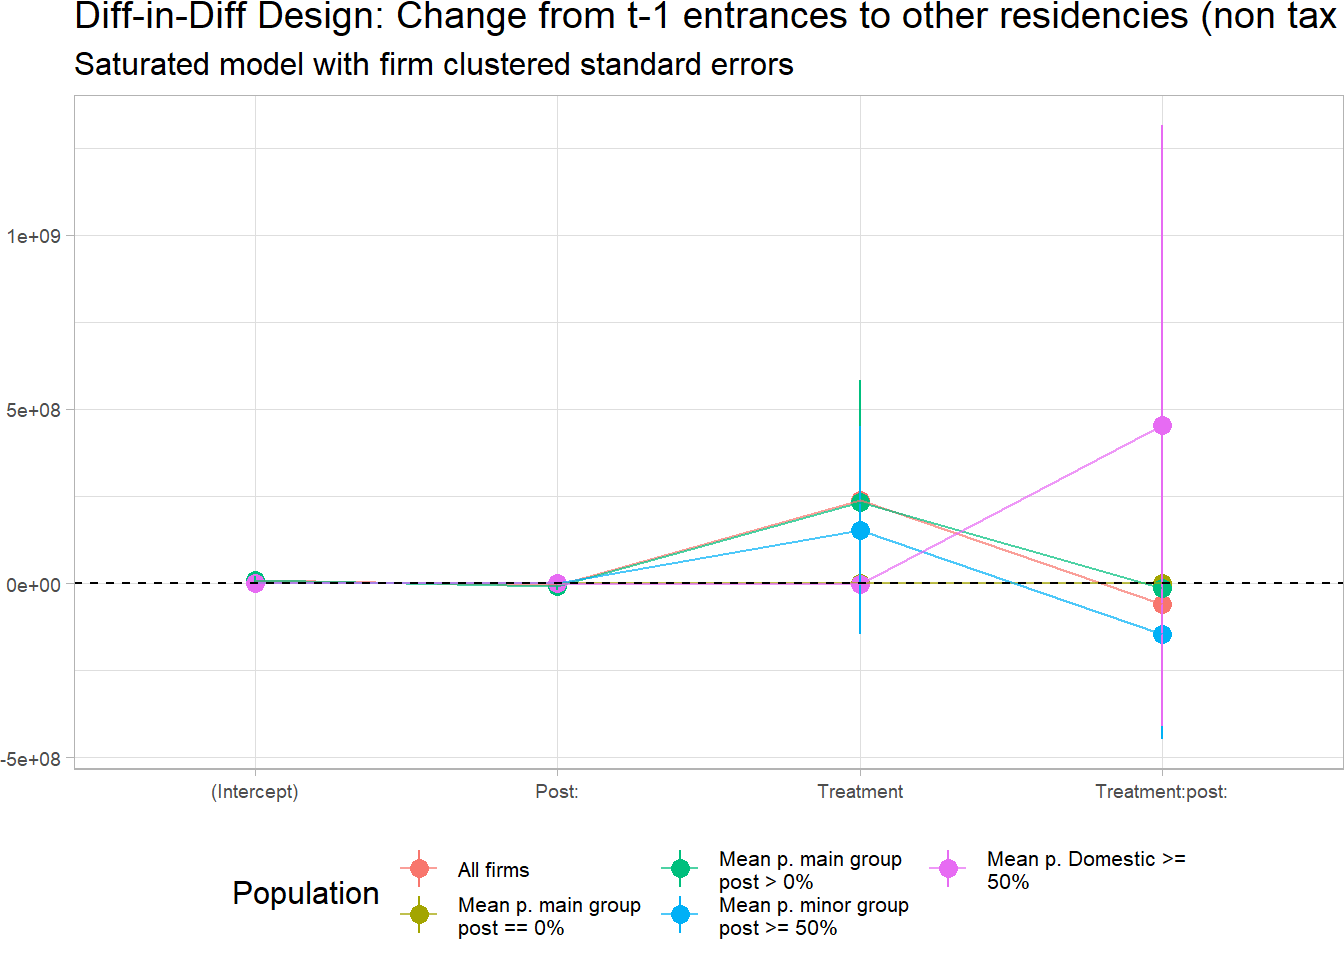 Diff-in-Diff Design: Change from t-1 entrances to other residencies (non tax
Saturated model with firm clustered standard errors
1e+09
5e+08
0e+00
-5e+08
(Intercept)
Post:
Treatment
Treatment:post:
Population
All firms
Mean p. main group
post == 0%
Mean p. main group
post > 0%
Mean p. minor group
post >= 50%
Mean p. Domestic >=
50%